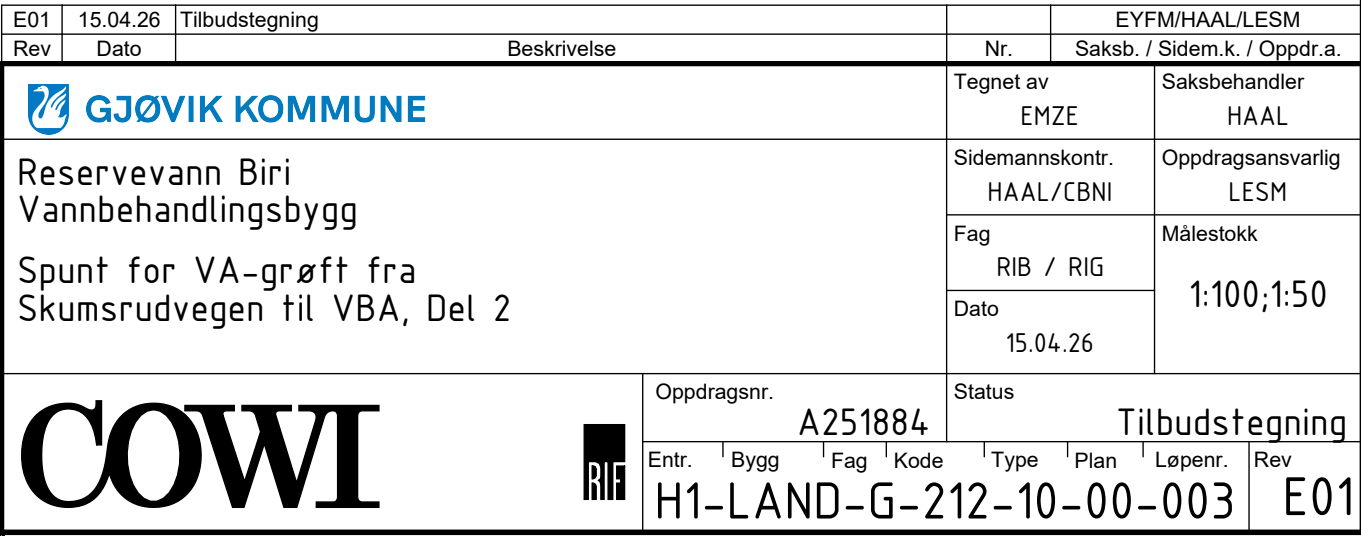 E01 15.04.26 Tilbudstegning EYFM/HAAL/LESM
Rev Dato Beskrivelse Nr. Saksb. / Sidem.k. / Oppdr.a.
GJØVIK KOMMUNE
Tegnet av
EMZE
Saksbehandler
HAAL
Reservevann Biri
Vannbehandlingsbygg
Spunt for VA-grøft fra
Skumsrudvegen til VBA, Del 2
Sidemannskontr.
HAAL/CBNI
Oppdragsansvarlig
LESM
Fag
RIB / RIG
Målestokk
1:100;1:50
Dato
15.04.26
COWI
RIF
Oppdragsnr.
A251884
Status
Tilbudstegning
Entr. Bygg Fag Kode Type Plan Løpenr. Rev
H1-LAND-G-212-10-00-003 E01